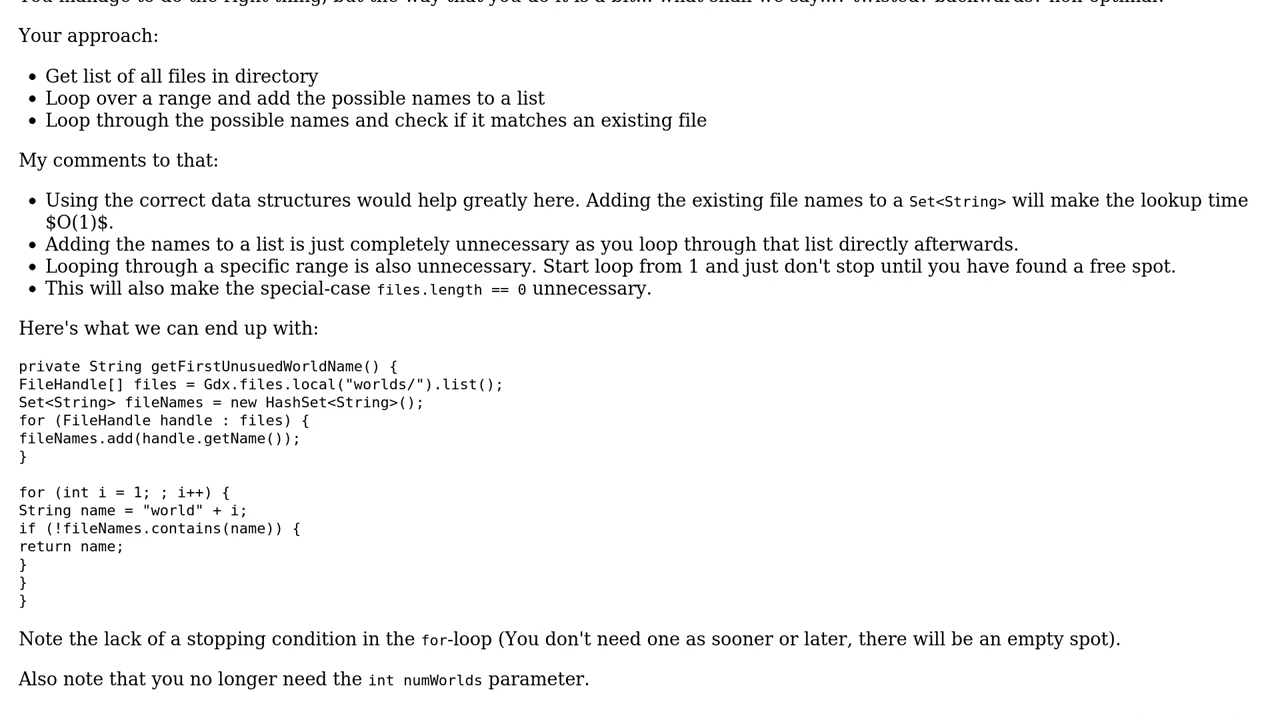 Your approach:
Get list of all files in directory
Loop over a range and add the possible names to a list
Loop through the possible names and check if it matches an existing file
My comments to that:
Using the correct data structures would help greatly here. Adding the existing file names to a Set<String> will make the lookup time
$O(1)$.
Adding the names to a list is just completely unnecessary as you loop through that list directly afterwards.
Looping through a specific range is also unnecessary. Start loop from 1 and just don't stop until you have found a free spot.
This will also make the special-case files.length == 0 unnecessary.
Here's what we can end up with:
private String getFirstUnusuedWorldName() {
FileHandle[] files = Gdx.files.local("worlds/").list();
Set<String> fileNames = new HashSet<String>();
for (FileHandle handle : files) {
fileNames.add(handle.getName());
}
for (int i = 1; ; i++) {
String name = "world" + i;
if (!fileNames.contains(name)) {
return name;
}
}
}
Note the lack of a stopping condition in the for-loop (You don't need one as sooner or later, there will be an empty spot).
Also note that you no longer need the int numWorlds parameter.